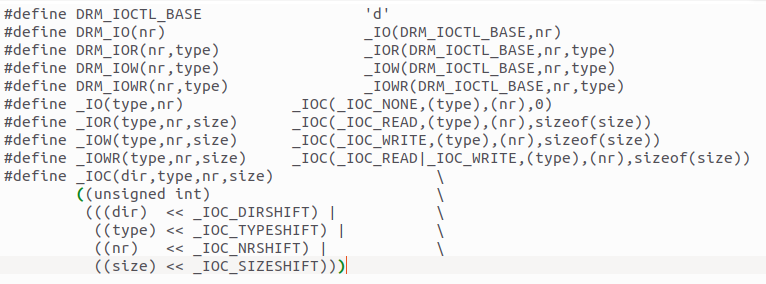 #define DRM_IOCTL_BASE                  'd'
#define DRM_IO(nr)                      _IO(DRM_IOCTL_BASE,nr)
#define DRM_IOR(nr,type)                _IOR(DRM_IOCTL_BASE,nr,type)
#define DRM_IOW(nr,type)                _IOW(DRM_IOCTL_BASE,nr,type)
#define DRM_IOWR(nr,type)               _IOWR(DRM_IOCTL_BASE,nr,type)
#define _IO(type,nr)            _IOC(_IOC_NONE,(type),(nr),0)
#define _IOR(type,nr,size)      _IOC(_IOC_READ,(type),(nr),sizeof(size))
#define _IOW(type,nr,size)      _IOC(_IOC_WRITE,(type),(nr),sizeof(size))
#define _IOWR(type,nr,size)     _IOC(_IOC_READ|_IOC_WRITE,(type),(nr),sizeof(size))
#define _IOC(dir,type,nr,size)                  \
        ((unsigned int)                         \
         (((dir)  << _IOC_DIRSHIFT) |           \
          ((type) << _IOC_TYPESHIFT) |          \
          ((nr)   << _IOC_NRSHIFT) |            \
          ((size) << _IOC_SIZESHIFT)))